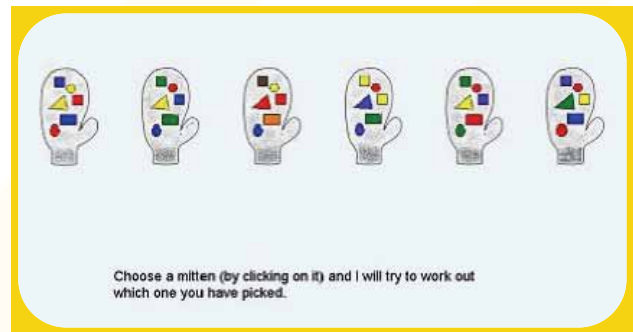 Choose a mitten (by clicking on it) and I will try to work out
which one you have picked.